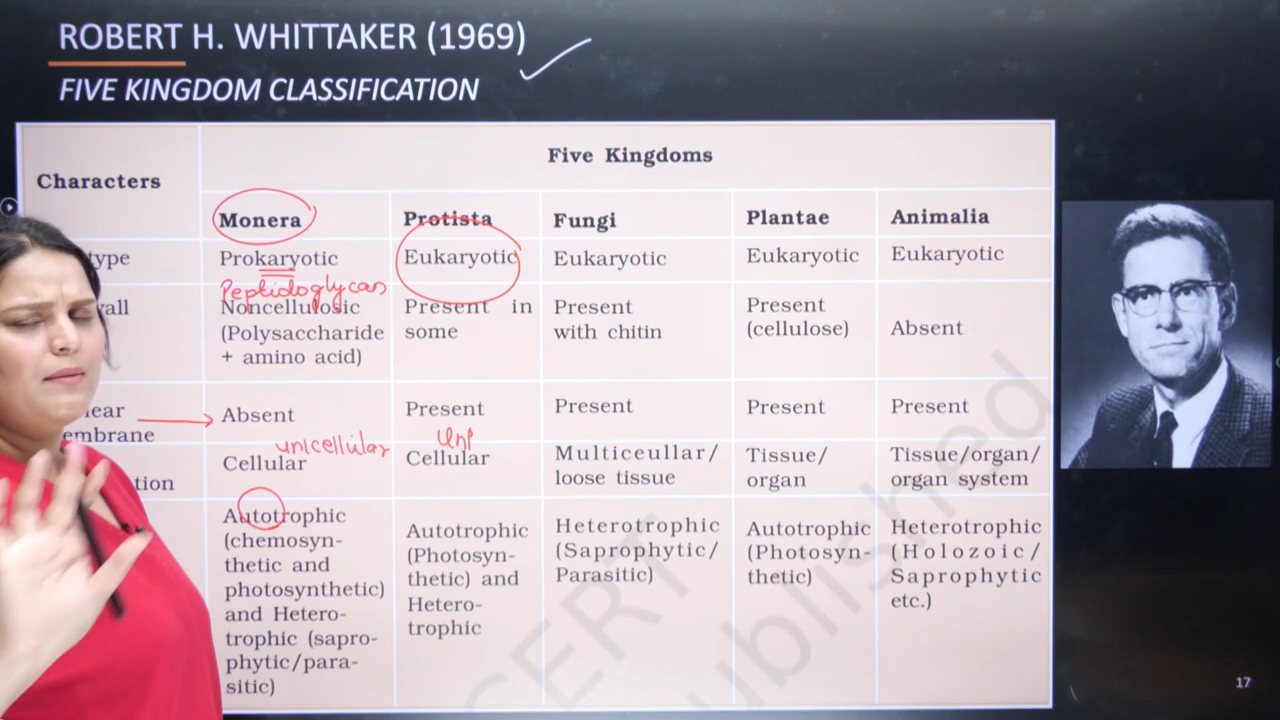 ROBERT H. WHITTAKER (1969)
FIVE KINGDOM CLASSIFICATION
Characters
Five Kingdoms
Monera
Protista
Fungi
Plantae
Animalia
type
Prokaryotic
Eukaryotic
Eukaryotic
Eukaryotic
Eukaryotic
Peptidoglycan
wall
Noncellulosic
(Polysaccharide
+ amino acid)
Present in
some
Present
with chitin
Present
(cellulose)
Absent
lear
embrane
Absent
Present
Present
Present
Present
unicellular
Uni
tion
Cellular
Cellular
Multiceullar/
loose tissue
Tissue/
organ
Tissue/organ/
organ system
Autotrophic
(chemosyn-
thetic and
photosynthetic)
and Hetero-
trophic (sapro-
phytic/para-
sitic)
Autotrophic
(Photosyn-
thetic) and
Hetero-
trophic
Heterotrophic
(Saprophytic/
Parasitic)
Autotrophic
(Photosyn-
thetic)
Heterotrophic
(Holozoic/
Saprophytic
etc.)
CERT
ublished
17